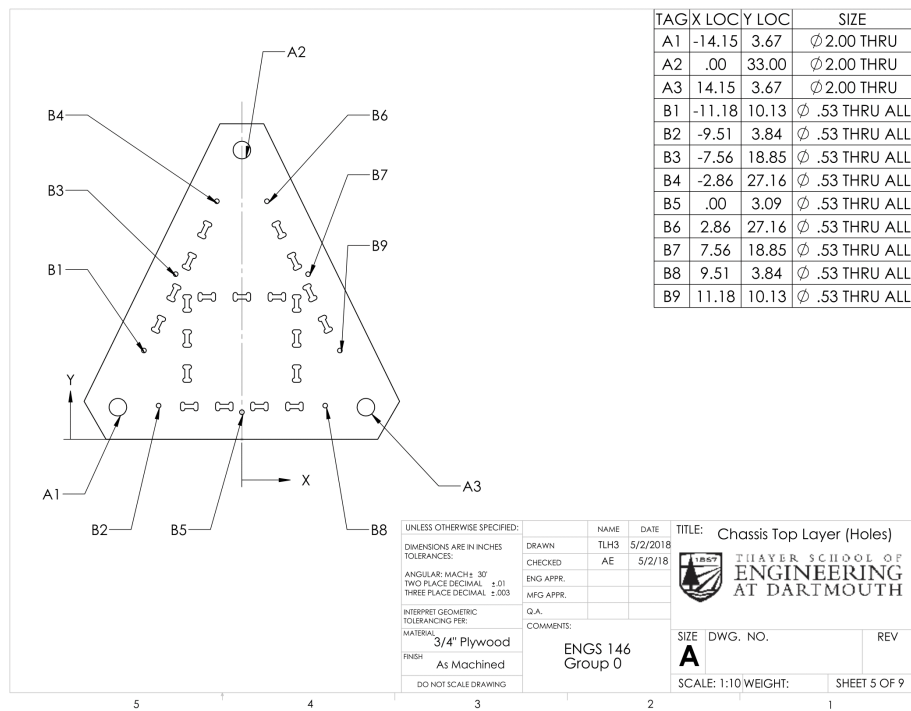 TAG X LOC Y LOC SIZE
A1 -14.15 3.67 ∅2.00 THRU
A2 .00 33.00 ∅2.00 THRU
A3 14.15 3.67 ∅2.00 THRU
B1 -11.18 10.13 ∅ .53 THRU ALL
B2 -9.51 3.84 ∅ .53 THRU ALL
B3 -7.56 18.85 ∅ .53 THRU ALL
B4 -2.86 27.16 ∅ .53 THRU ALL
B5 .00 3.09 ∅ .53 THRU ALL
B6 2.86 27.16 ∅ .53 THRU ALL
B7 7.56 18.85 ∅ .53 THRU ALL
B8 9.51 3.84 ∅ .53 THRU ALL
B9 11.18 10.13 ∅ .53 THRU ALL
A2
B4
B6
B7
B3
B9
B1
Y
X
A3
A1
B2
B5
B8
UNLESS OTHERWISE SPECIFIED:
DIMENSIONS ARE IN INCHES
TOLERANCES:
ANGULAR: MACH± 30'
TWO PLACE DECIMAL ±.01
THREE PLACE DECIMAL ±.003
INTERPRET GEOMETRIC
TOLERANCING PER:
MATERIAL
3/4" Plywood
FINISH
As Machined
DO NOT SCALE DRAWING
NAME DATE
DRAWN TLH3 5/2/2018
CHECKED AE 5/2/18
ENG APPR.
MFG APPR.
Q.A.
COMMENTS:
ENGS 146
Group 0
TITLE:
Chassis Top Layer (Holes)
1867
THAYER SCHOOL OF
ENGINEERING
AT DARTMOUTH
SIZE DWG. NO. REV
A
SCALE: 1:10 WEIGHT: SHEET 5 OF 9
5 4 3 2 1